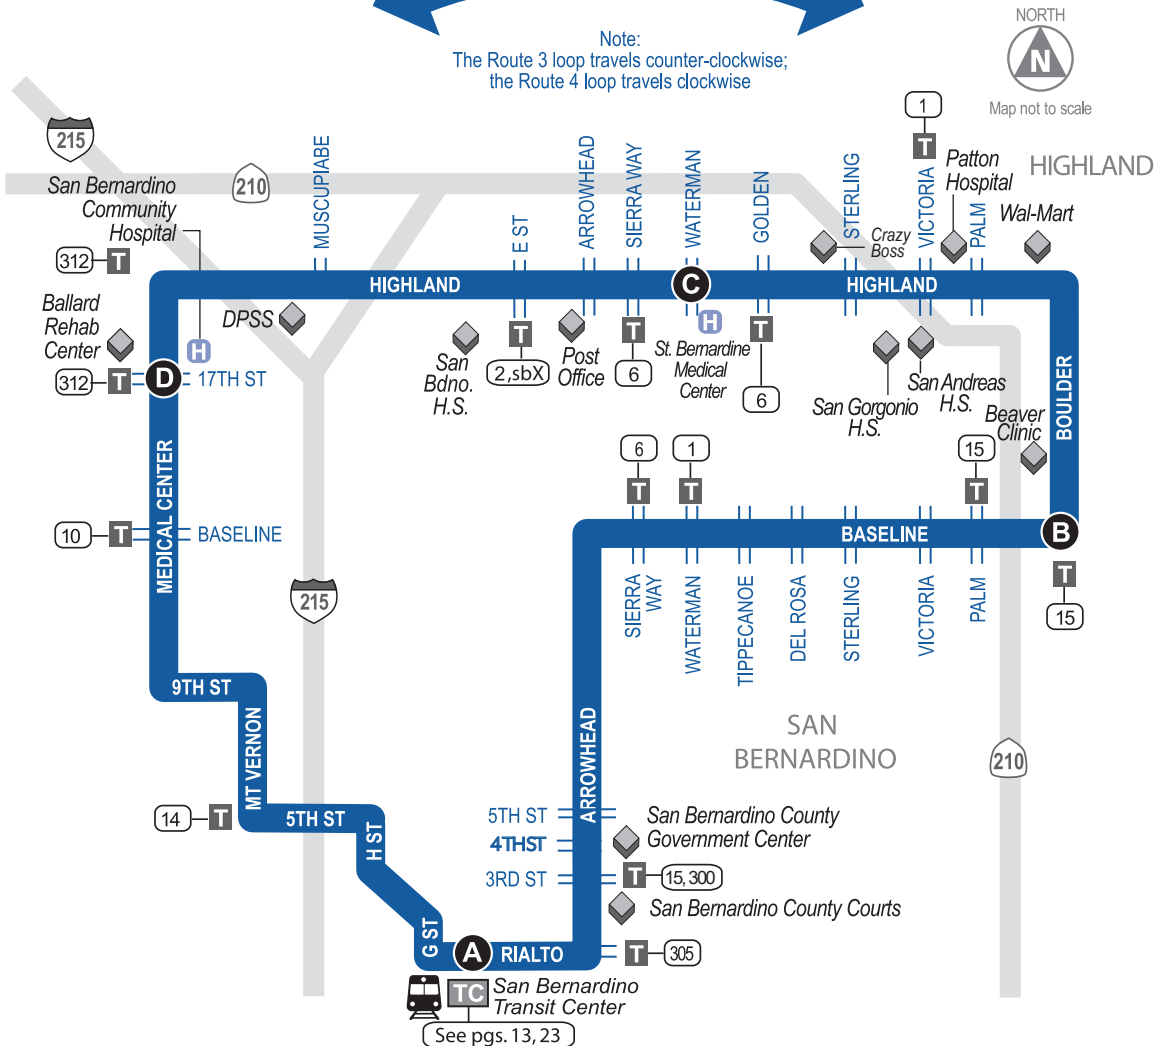 Note:
The Route 3 loop travels counter-clockwise;
the Route 4 loop travels clockwise
NORTH
N
Map not to scale
215
210
San Bernardino
Community
Hospital
312 T
MUSCUPIABE
E ST
ARROWHEAD
SIERRA WAY
WATERMAN
GOLDEN
STERLING
1
T
VICTORIA
Patton
Hospital
PALM
HIGHLAND
Wal-Mart
Crazy
Boss
HIGHLAND
C
HIGHLAND
Ballard
Rehab
Center
H
DPSS
312 T
D
17TH ST
San
Bdno.
H.S.
T
2,sbX
Post
Office
T
6
H
St. Bernardine
Medical
Center
T
6
San Gorgonio
H.S.
San Andreas
H.S.
Beaver
Clinic
BOULDER
6
T
1
T
15
T
10 T
BASELINE
MEDICAL CENTER
BASELINE
B
T
15
SIERRA
WAY
WATERMAN
TIPPECANOE
DEL ROSA
STERLING
VICTORIA
PALM
215
9TH ST
MT VERNON
ARROWHEAD
SAN
BERNARDINO
210
14 T
5TH ST
H ST
5TH ST
4THST
3RD ST
San Bernardino County
Government Center
T 15, 300
San Bernardino County Courts
G ST
A
RIALTO
T 305
TC
San Bernardino
Transit Center
See pgs. 13, 23